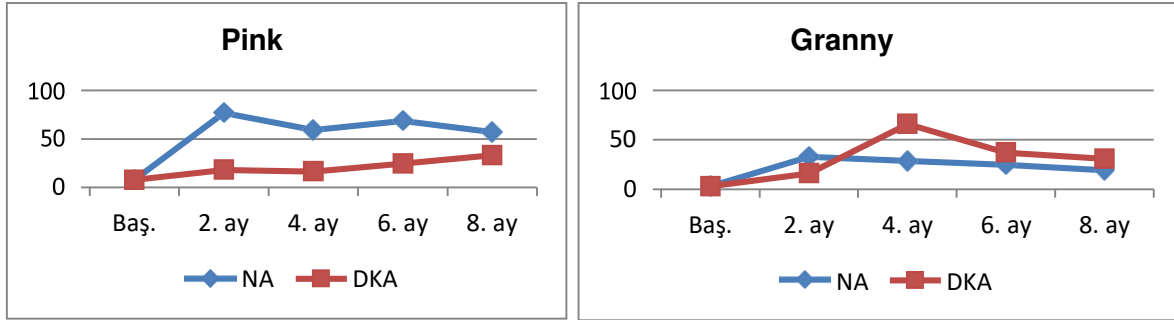 Pink
100
50
0
Baş. 2. ay 4. ay 6. ay 8. ay
NA DKA
Granny
100
50
0
Baş. 2. ay 4. ay 6. ay 8. ay
NA DKA